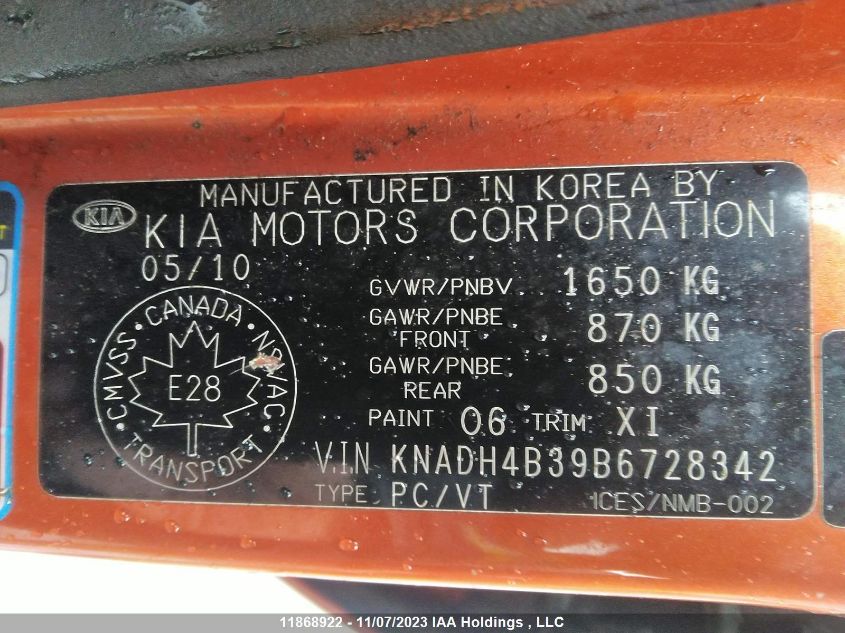 MANUFACTURED IN KOREA BY
KIA
KIA MOTORS CORPORATION
05/10
GVWR/PNBV 1650 KG
GAWR/PNBE FRONT 870 KG
GAWR/PNBE REAR 850 KG
PAINT 06 TRIM XI
CMVSS • CANADA • NSVAC • TRANSPORT
E28
V.I.N KNADH4B39B6728342
TYPE PC/VT
ICES/NMB-002
11868922 - 11/07/2023 IAA Holdings , LLC